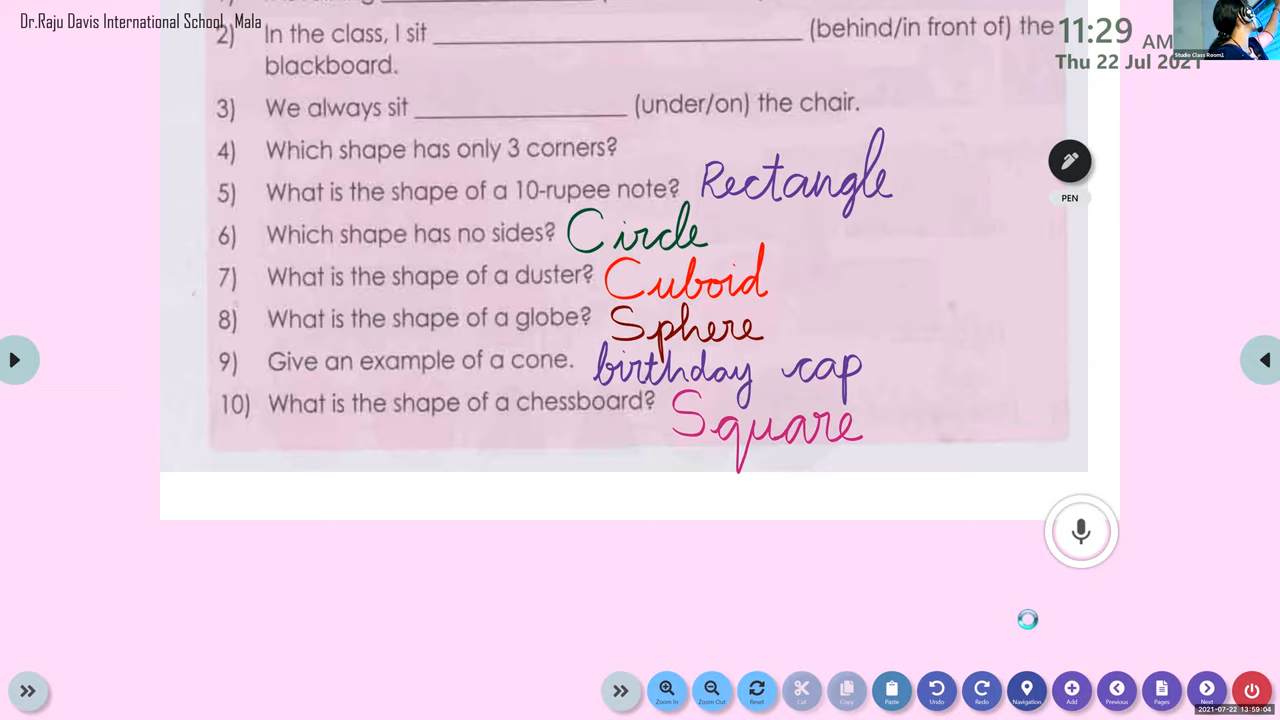 Dr.Raju Davis International School, Mala
11:29 AM
Thu 22 Jul 2021
Studio Class Room1
2) In the class, I sit ______ (behind/in front of) the
blackboard.
3) We always sit ______ (under/on) the chair.
4) Which shape has only 3 corners?
5) What is the shape of a 10-rupee note? Rectangle
6) Which shape has no sides? Circle
7) What is the shape of a duster? Cuboid
8) What is the shape of a globe? Sphere
9) Give an example of a cone. birthday cap
10) What is the shape of a chessboard? Square
PEN
Zoom In Zoom Out Reset Cut Copy Paste Undo Redo Navigation Add Previous Pages Next
2021-07-22 13:59:04